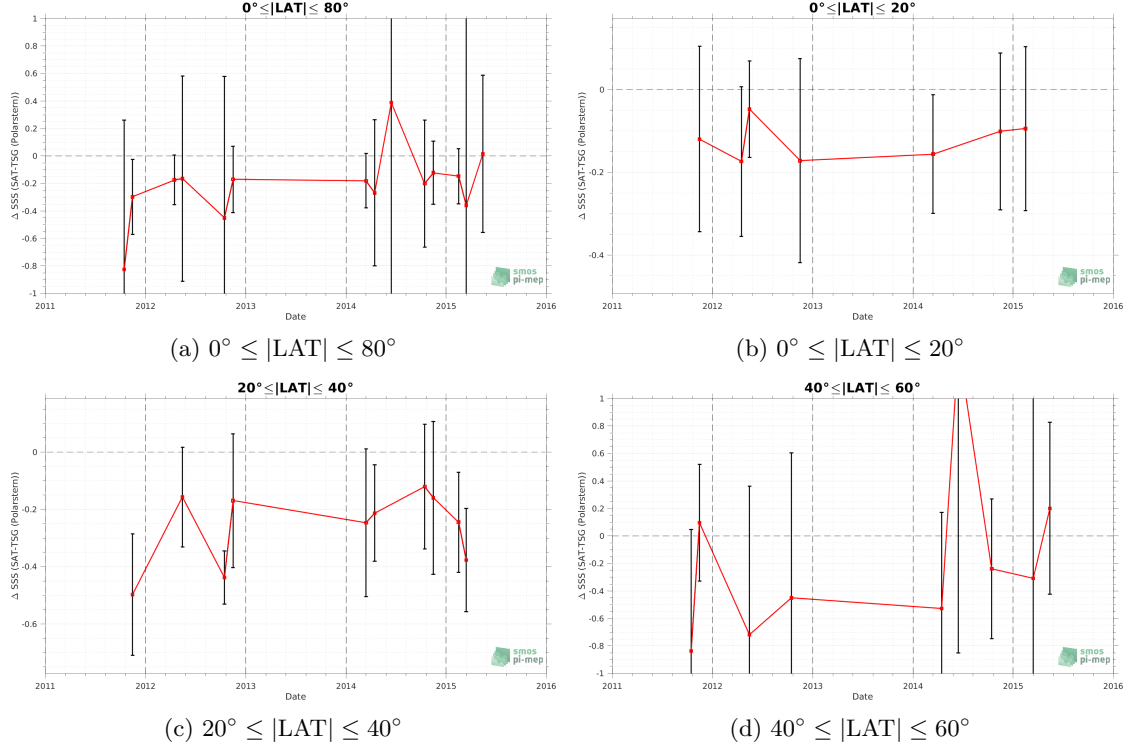 0°≤|LAT|≤ 80°
Δ SSS (SAT-TSG (Polarstern))
1
0.8
0.6
0.4
0.2
0
-0.2
-0.4
-0.6
-0.8
-1
2011 2012 2013 2014 2015 2016
Date
smos
pi-mep
(a) 0° ≤ |LAT| ≤ 80°
0°≤|LAT|≤ 20°
Δ SSS (SAT-TSG (Polarstern))
0
-0.2
-0.4
2011 2012 2013 2014 2015 2016
Date
smos
pi-mep
(b) 0° ≤ |LAT| ≤ 20°
20°≤|LAT|≤ 40°
Δ SSS (SAT-TSG (Polarstern))
0
-0.2
-0.4
-0.6
2011 2012 2013 2014 2015 2016
Date
smos
pi-mep
(c) 20° ≤ |LAT| ≤ 40°
40°≤|LAT|≤ 60°
Δ SSS (SAT-TSG (Polarstern))
1
0.8
0.6
0.4
0.2
0
-0.2
-0.4
-0.6
-0.8
-1
2011 2012 2013 2014 2015 2016
Date
smos
pi-mep
(d) 40° ≤ |LAT| ≤ 60°